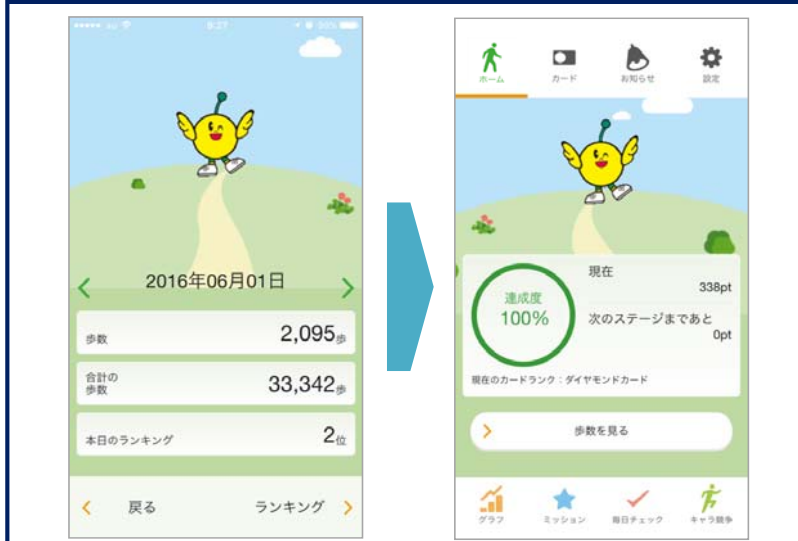 au 8:27 99%
2016年06月01日
歩数 2,095歩
合計の
歩数 33,342歩
本日のランキング 2位
戻る ランキング
ホーム カード お知らせ 設定
達成度
100%
現在
338pt
次のステージまであと
0pt
現在のカードランク：ダイヤモンドカード
歩数を見る
グラフ ミッション 毎日チェック キャラ競争